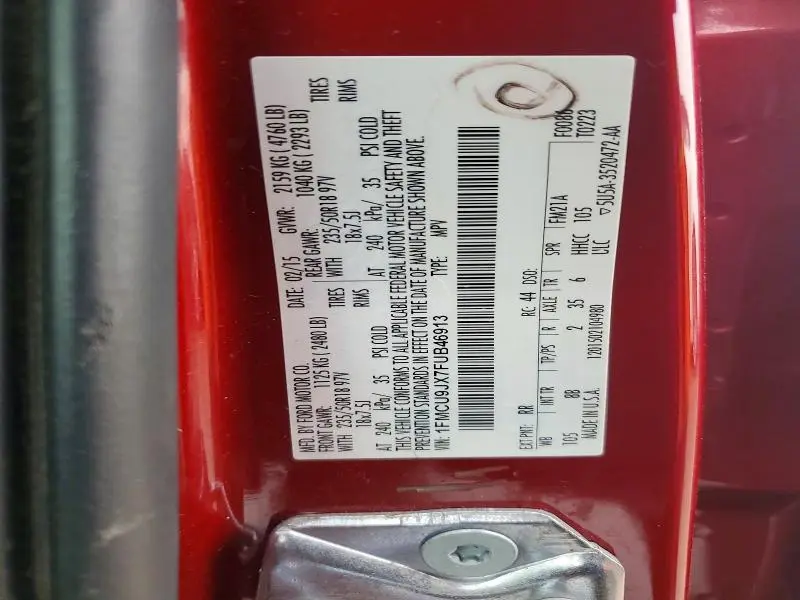 MFD. BY FORD MOTOR CO. DATE: 02/15 GVWR: 2159 KG ( 4760 LB)
FRONT GAWR: 1125 KG ( 2480 LB) REAR GAWR: 1040 KG ( 2293 LB)
WITH 235/50R18 97V TIRES WITH 235/50R18 97V TIRES
18x7.5J RIMS 18x7.5J RIMS
AT 240 kPa/ 35 PSI COLD AT 240 kPa/ 35 PSI COLD
THIS VEHICLE CONFORMS TO ALL APPLICABLE FEDERAL MOTOR VEHICLE SAFETY AND THEFT
PREVENTION STANDARDS IN EFFECT ON THE DATE OF MANUFACTURE SHOWN ABOVE.
VIN: 1FMCU9JX7FUB46913 TYPE: MPV
EXT PNT: RR RC: 44 DSO: F0086
T0223
WB INT TR TP/PS R AXLE TR SPR FM21A
105 88 2 35 6 HHCC 105
MADE IN U.S.A. 1201502104980 ULC ▽5U5A-3520472-AA